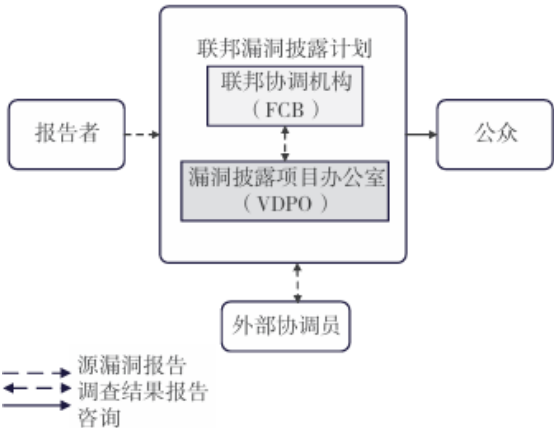 联邦漏洞披露计划
联邦协调机构
（FCB）
报告者
公众
漏洞披露项目办公室
（VDPO）
外部协调员
源漏洞报告
调查结果报告
咨询